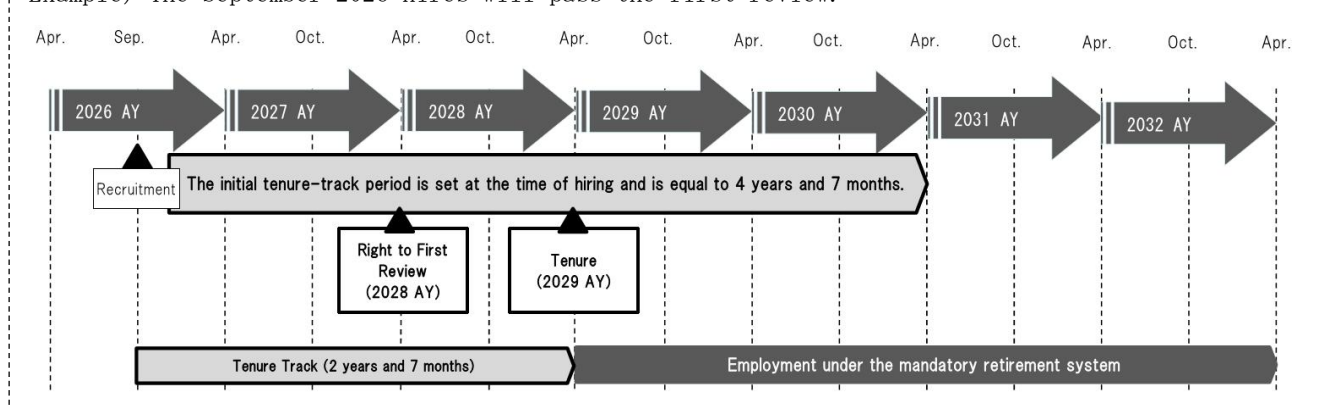 Example) The September 2026 hires will pass the first review.
Apr. Sep. Apr. Oct. Apr. Oct. Apr. Oct. Apr. Oct. Apr. Oct. Apr. Oct. Apr.
2026 AY 2027 AY 2028 AY 2029 AY 2030 AY 2031 AY 2032 AY
Recruitment
The initial tenure-track period is set at the time of hiring and is equal to 4 years and 7 months.
Right to First
Review
(2028 AY)
Tenure
(2029 AY)
Tenure Track (2 years and 7 months)
Employment under the mandatory retirement system